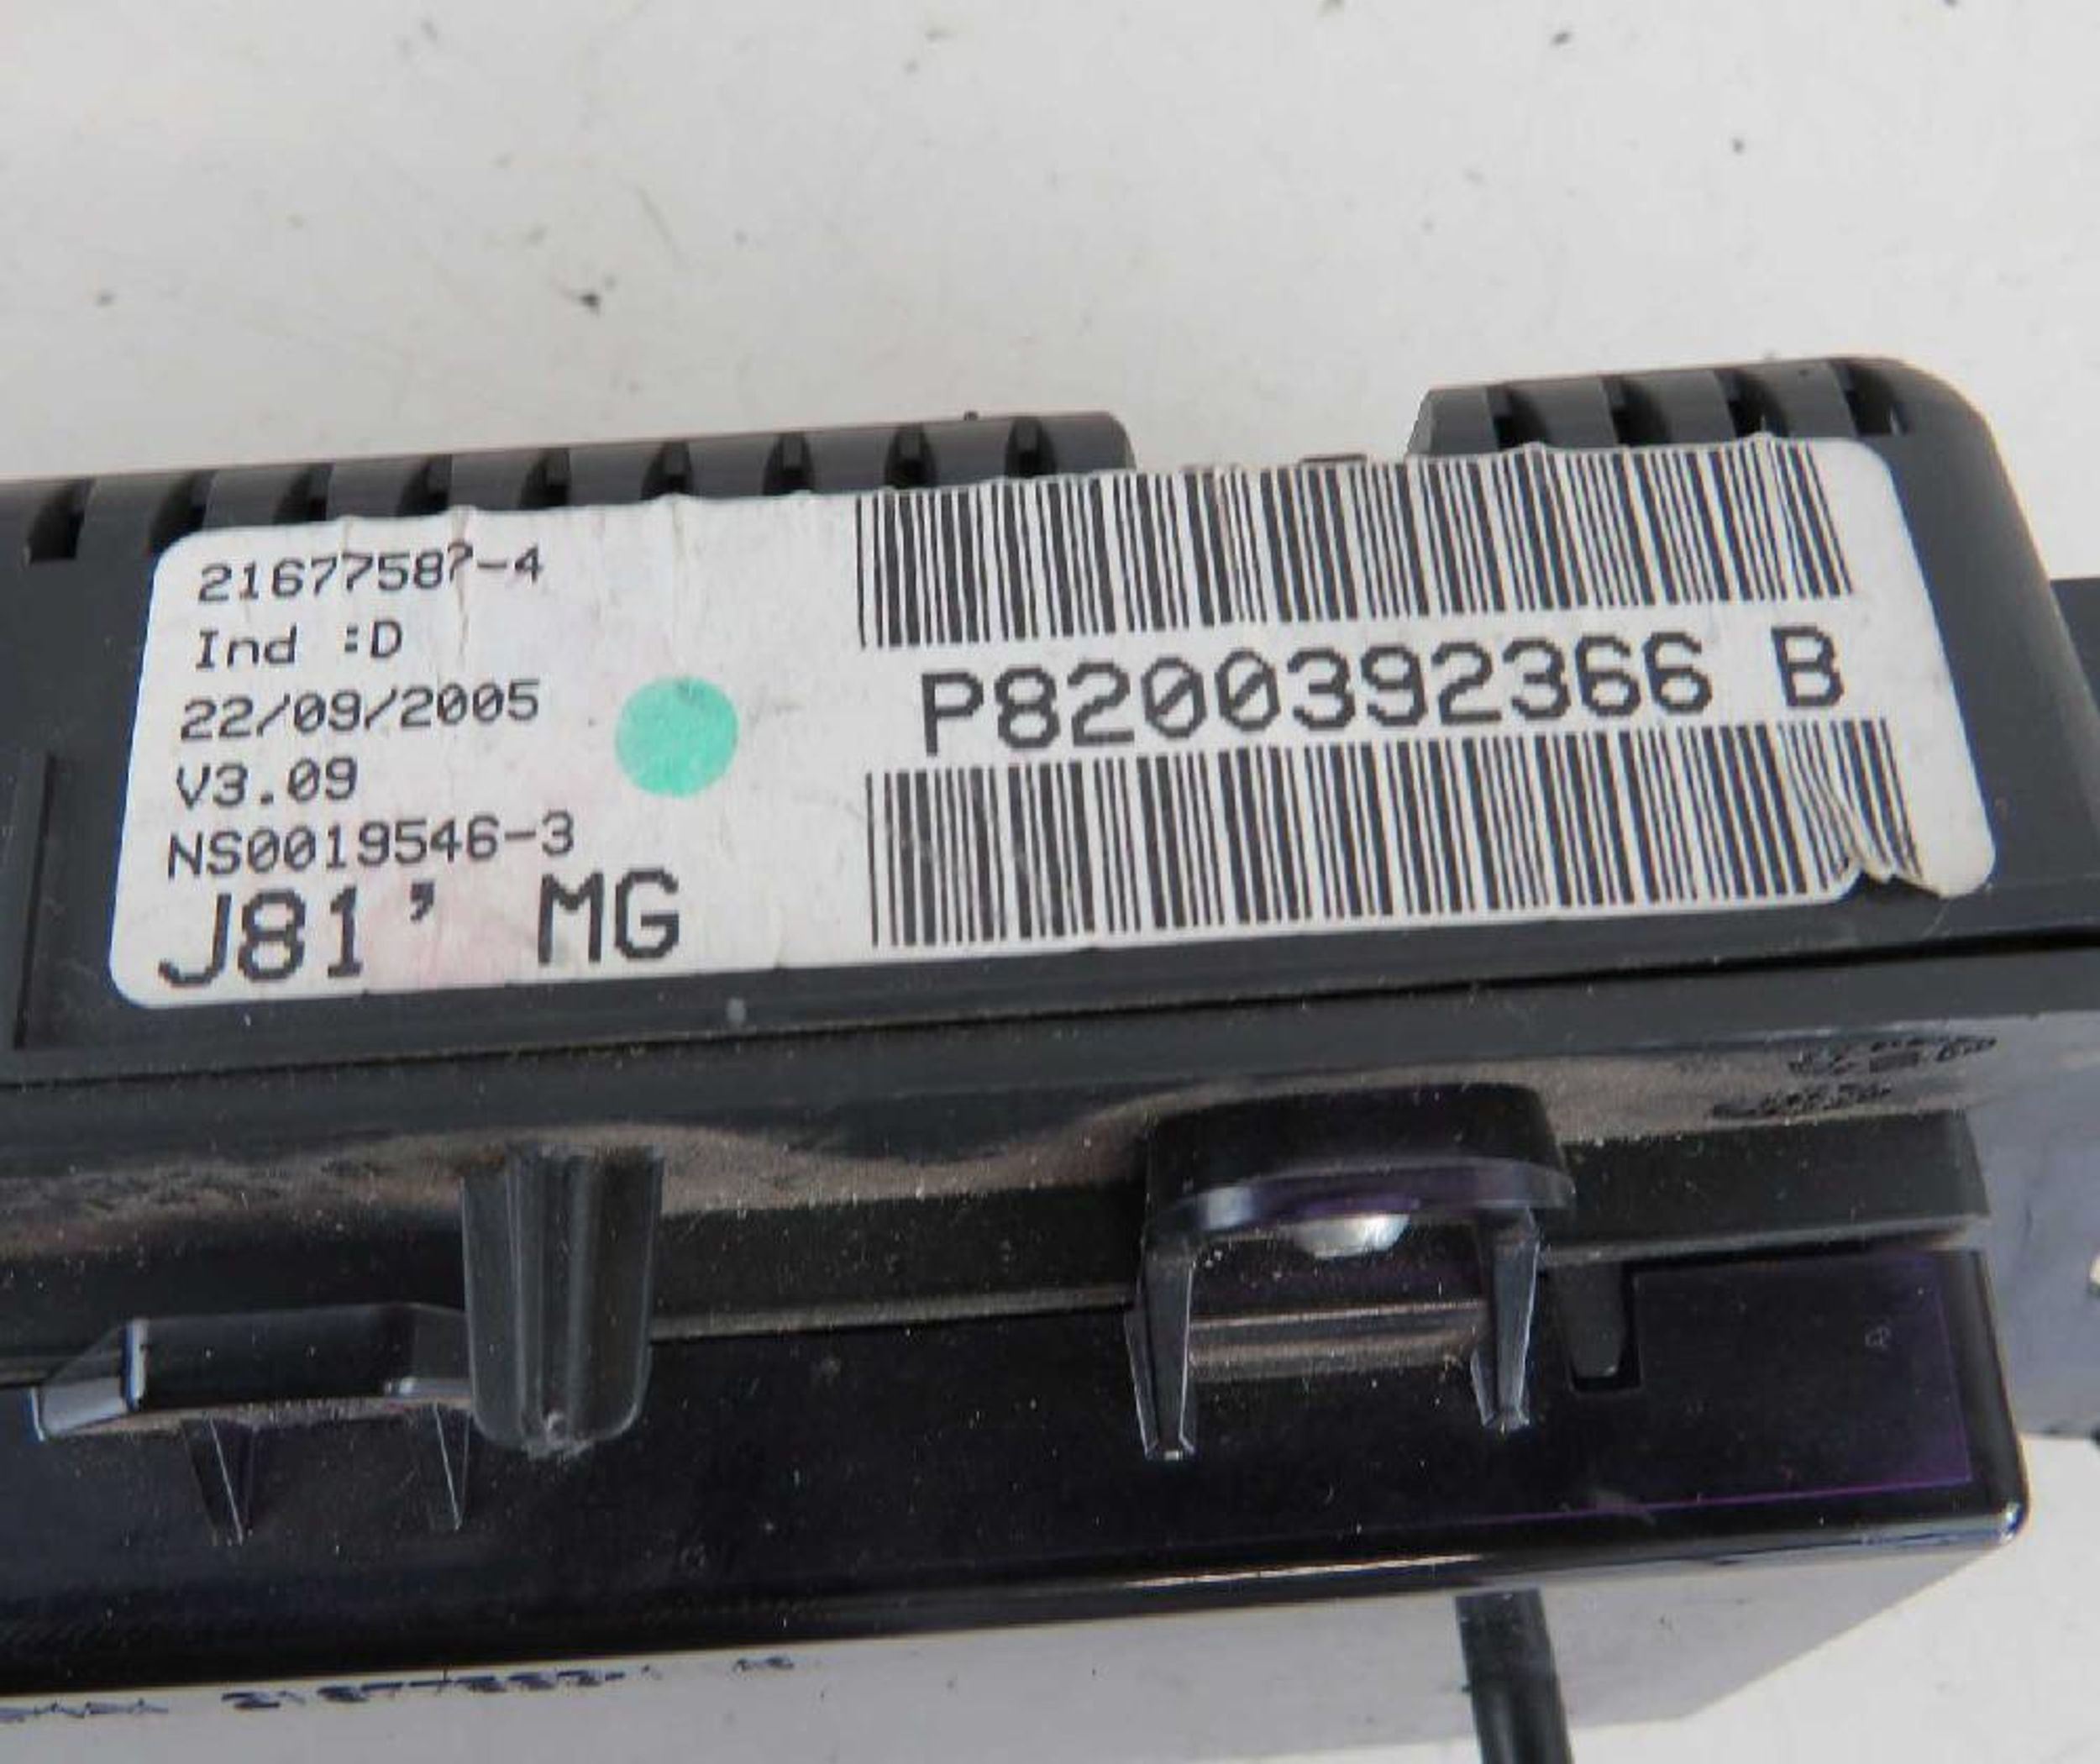 21677587-4
Ind :D
22/09/2005
V3.09
NS0019546-3
J81' MG
P8200392366 B